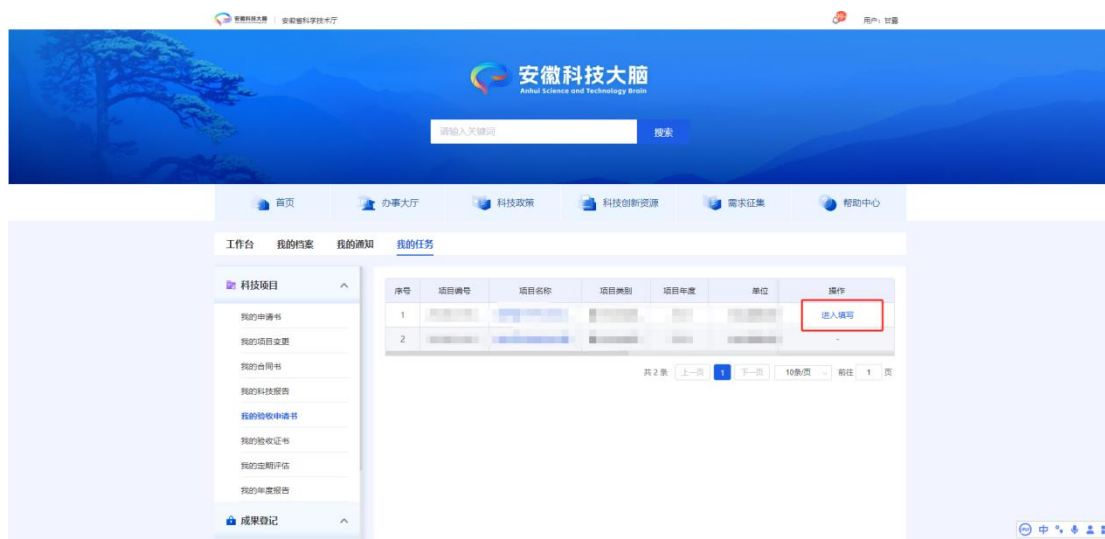 安徽科技大脑 安徽省科学技术厅 用户：甘露
安徽科技大脑
Anhui Science and Technology Brain
请输入关键词 搜索
首页 办事大厅 科技政策 科技创新资源 需求征集 帮助中心
工作台 我的档案 我的通知 我的任务
科技项目
我的申请书
我的项目变更
我的合同书
我的科技报告
我的验收申请书
我的验收证书
我的定期评估
我的年度报告
成果登记
序号 项目编号 项目名称 项目类别 项目年度 单位 操作
1 进入填写
2 -
共 2 条 上一页 1 下一页 10条/页 前往 1 页
中